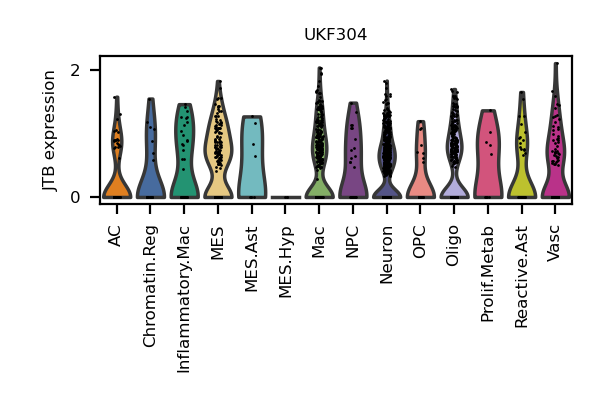 UKF304
JTB expression
2
0
AC
Chromatin.Reg
Inflammatory.Mac
MES
MES.Ast
MES.Hyp
Mac
NPC
Neuron
OPC
Oligo
Prolif.Metab
Reactive.Ast
Vasc